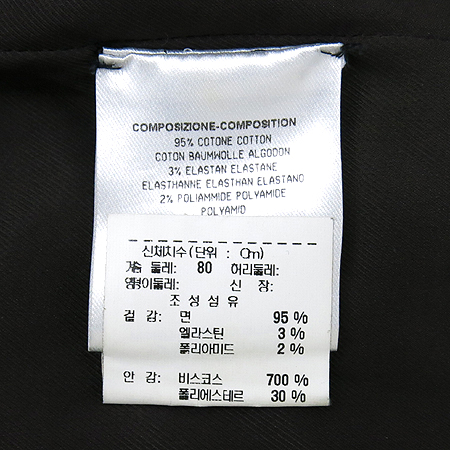 COMPOSIZIONE-COMPOSITION
95% COTONE COTTON
COTON BAUMWOLLE ALGODON
3% ELASTAN ELASTANE
ELASTHANNE ELASTHAN ELASTANO
2% POLIAMMIDE POLYAMIDE
POLYAMID
신체치수(단위 : Cm)
가슴 둘레: 80 허리둘레:
엉덩이둘레: 신 장:
조 성 섬 유
겉 감: 면 95 %
엘라스틴 3 %
폴리아미드 2 %
안 감: 비스코스 700 %
폴리에스테르 30 %